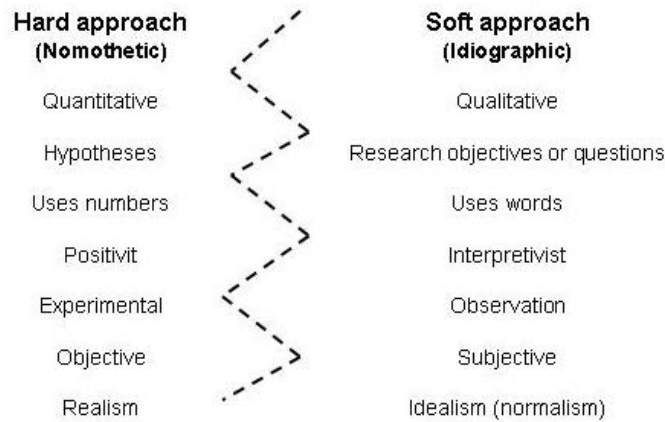 Hard approach
(Nomothetic)
Soft approach
(Idiographic)
Quantitative
Qualitative
Hypotheses
Research objectives or questions
Uses numbers
Uses words
Positivit
Interpretivist
Experimental
Observation
Objective
Subjective
Realism
Idealism (normalism)